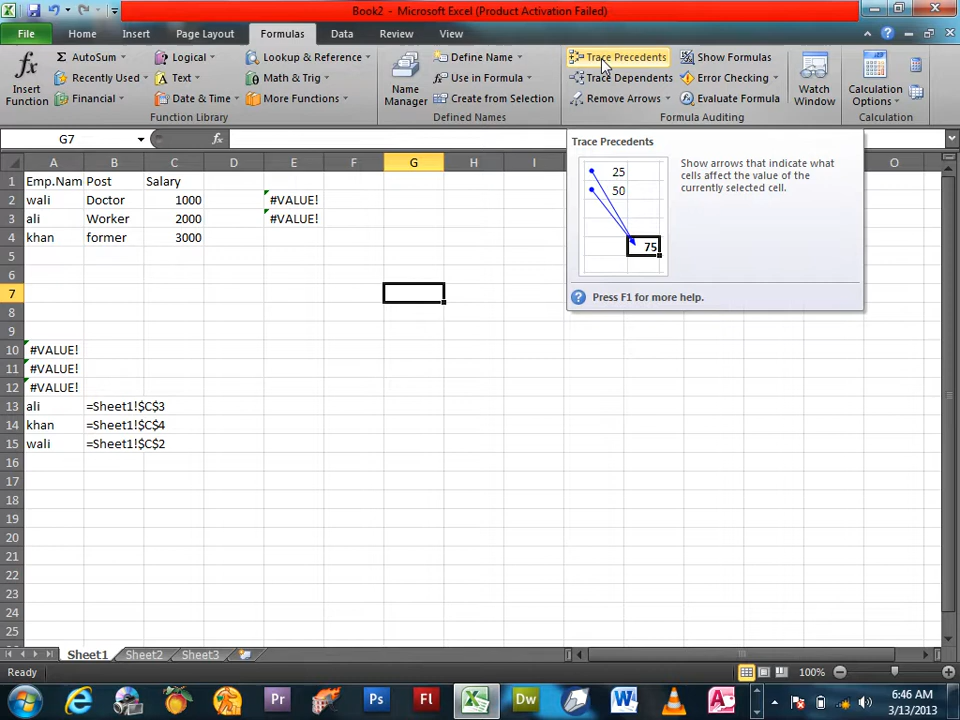 Book2 - Microsoft Excel (Product Activation Failed)
File Home Insert Page Layout Formulas Data Review View
fx Insert Function
Σ AutoSum
Recently Used
Financial
Logical
Text
Date & Time
Lookup & Reference
Math & Trig
More Functions
Function Library
Name Manager
Define Name
Use in Formula
Create from Selection
Defined Names
Trace Precedents
Trace Dependents
Remove Arrows
Show Formulas
Error Checking
Evaluate Formula
Formula Auditing
Watch Window
Calculation Options
Calculation
G7 fx
Trace Precedents
25
50
75
Show arrows that indicate what
cells affect the value of the
currently selected cell.
Press F1 for more help.
A B C D E F G H I O
1 Emp.Nam Post Salary
2 wali Doctor 1000 #VALUE!
3 ali Worker 2000 #VALUE!
4 khan former 3000
5
6
7
8
9
10 #VALUE!
11 #VALUE!
12 #VALUE!
13 ali =Sheet1!$C$3
14 khan =Sheet1!$C$4
15 wali =Sheet1!$C$2
16
17
18
19
20
21
22
23
24
25
Sheet1 Sheet2 Sheet3
Ready 100%
Pr Ps Fl Dw W A
6:46 AM
3/13/2013